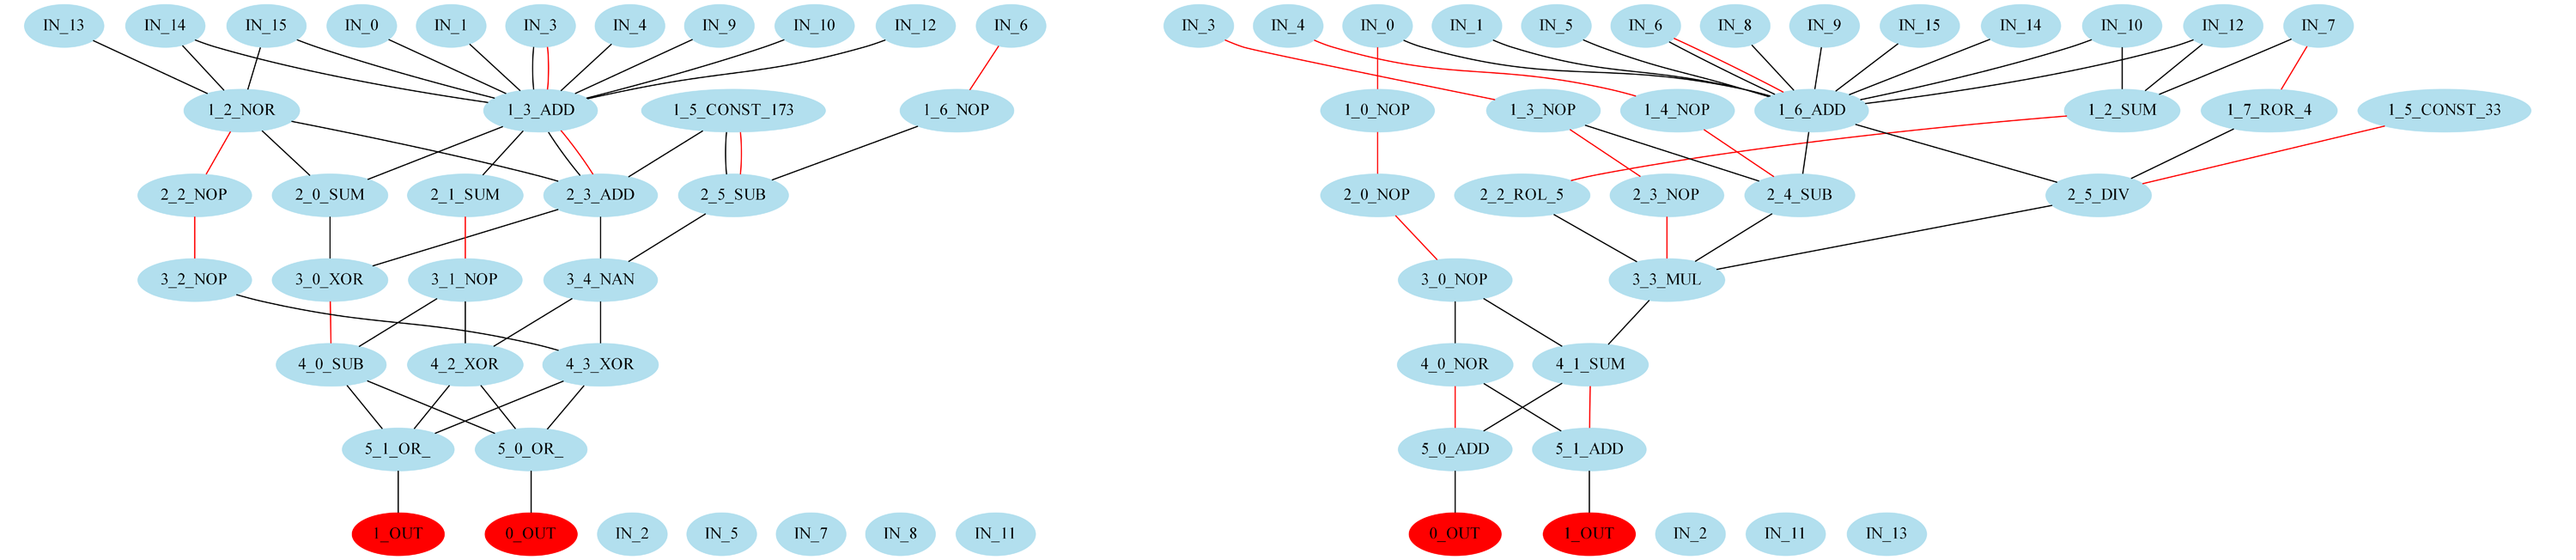 IN_13 IN_14 IN_15 IN_0 IN_1 IN_3 IN_4 IN_9 IN_10 IN_12 IN_6
1_2_NOR 1_3_ADD 1_5_CONST_173 1_6_NOP
2_2_NOP 2_0_SUM 2_1_SUM 2_3_ADD 2_5_SUB
3_2_NOP 3_0_XOR 3_1_NOP 3_4_NAN
4_0_SUB 4_2_XOR 4_3_XOR
5_1_OR_ 5_0_OR_
1_OUT 0_OUT IN_2 IN_5 IN_7 IN_8 IN_11
IN_3 IN_4 IN_0 IN_1 IN_5 IN_6 IN_8 IN_9 IN_15 IN_14 IN_10 IN_12 IN_7
1_0_NOP 1_3_NOP 1_4_NOP 1_6_ADD 1_2_SUM 1_7_ROR_4 1_5_CONST_33
2_0_NOP 2_2_ROL_5 2_3_NOP 2_4_SUB 2_5_DIV
3_0_NOP 3_3_MUL
4_0_NOR 4_1_SUM
5_0_ADD 5_1_ADD
0_OUT 1_OUT IN_2 IN_11 IN_13